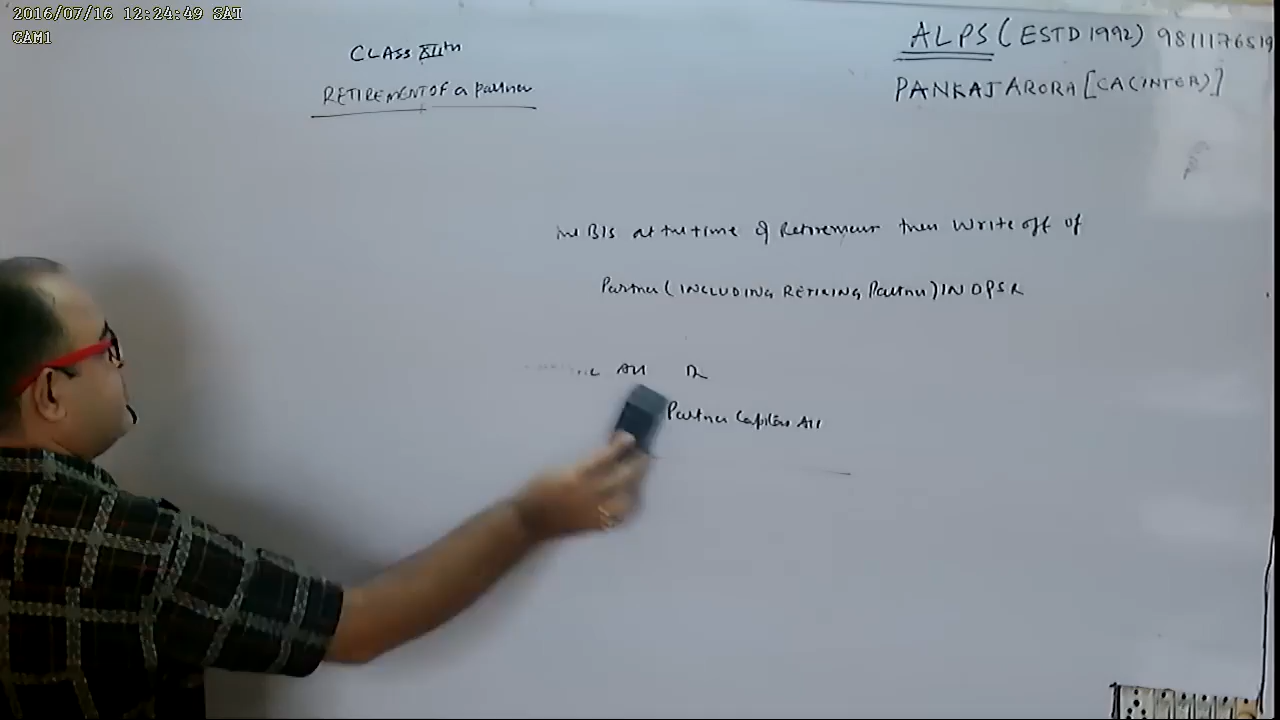 2016/07/16 12:24:49 SAT
CAM1
CLASS XIIth
RETIREMENT OF a partner
ALPS (ESTD 1992) 9811176519
PANKAJ ARORA [CA(INTER)]
in B/S at the time of Retirement then Write off of
Partner (INCLUDING RETIRING Partner) IN OPSR
A/c Dr
Partner Capital A/c